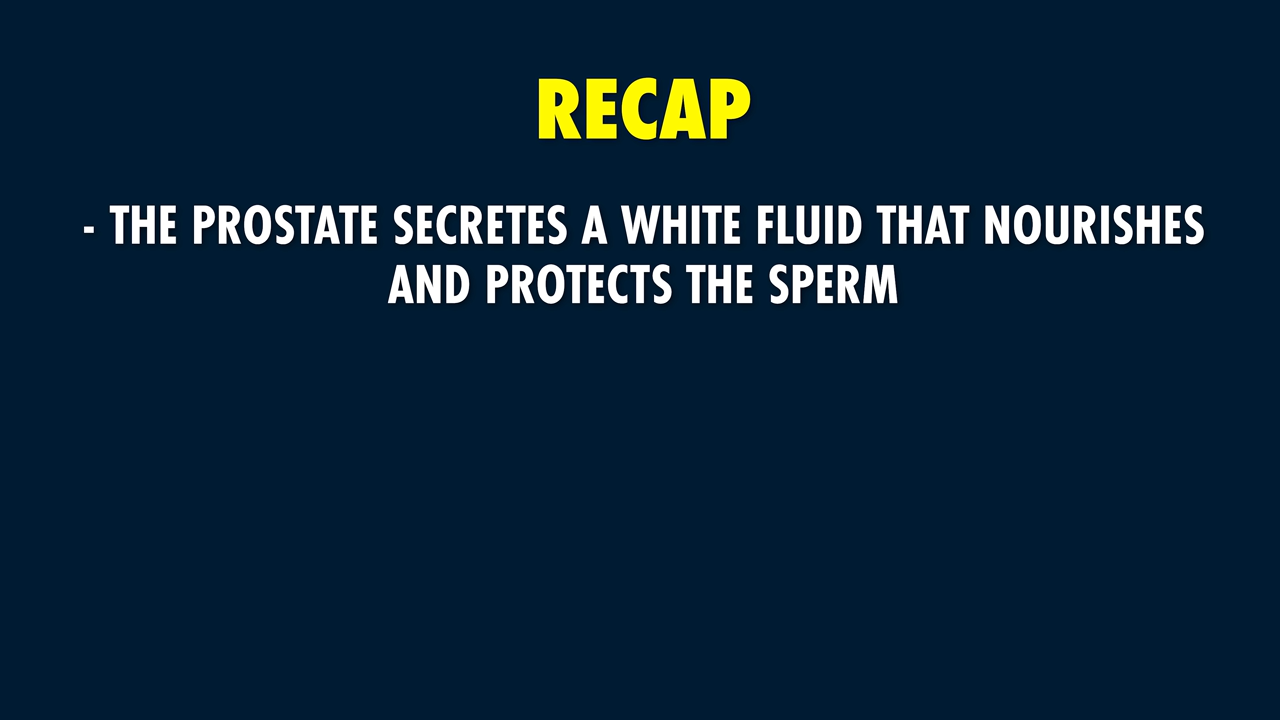 RECAP
- THE PROSTATE SECRETES A WHITE FLUID THAT NOURISHES
AND PROTECTS THE SPERM